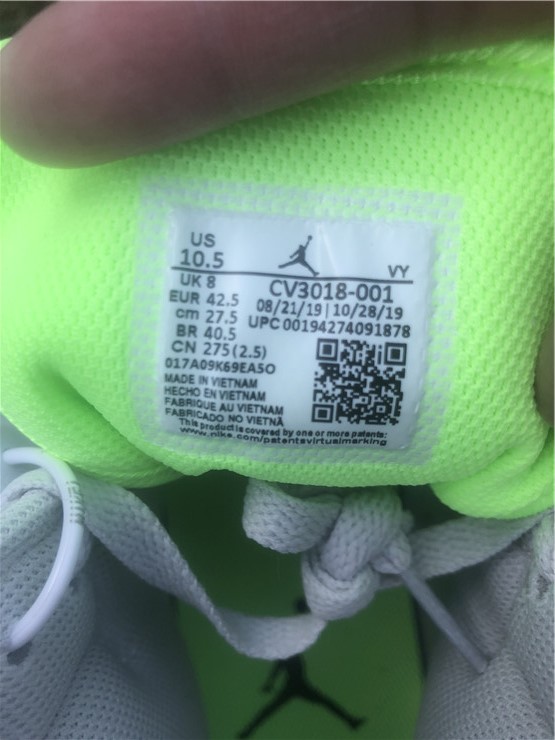 US
10.5
VY
UK 8
EUR 42.5
cm 27.5
BR 40.5
CN 275(2.5)
CV3018-001
08/21/19 | 10/28/19
UPC 00194274091878
017A09K69EA5O
MADE IN VIETNAM
HECHO EN VIETNAM
FABRIQUE AU VIETNAM
FABRICADO NO VIETNÃ
This product is covered by one or more patents:
www.nike.com/patentsvirtualmarking